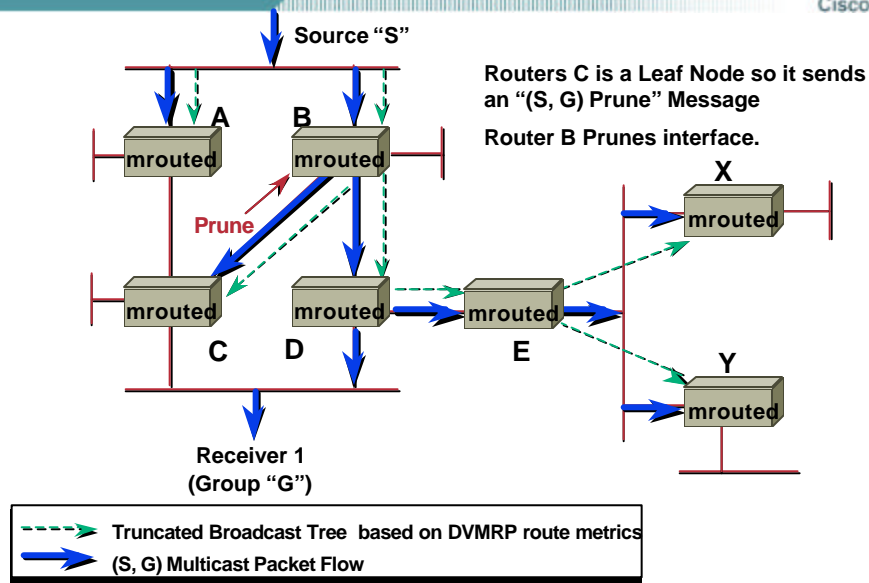 Cisco
Source “S”
Routers C is a Leaf Node so it sends
an “(S, G) Prune” Message
Router B Prunes interface.
A
B
mrouted
mrouted
X
mrouted
Prune
mrouted
mrouted
mrouted
C
D
E
Y
mrouted
Receiver 1
(Group “G”)
Truncated Broadcast Tree based on DVMRP route metrics
(S, G) Multicast Packet Flow